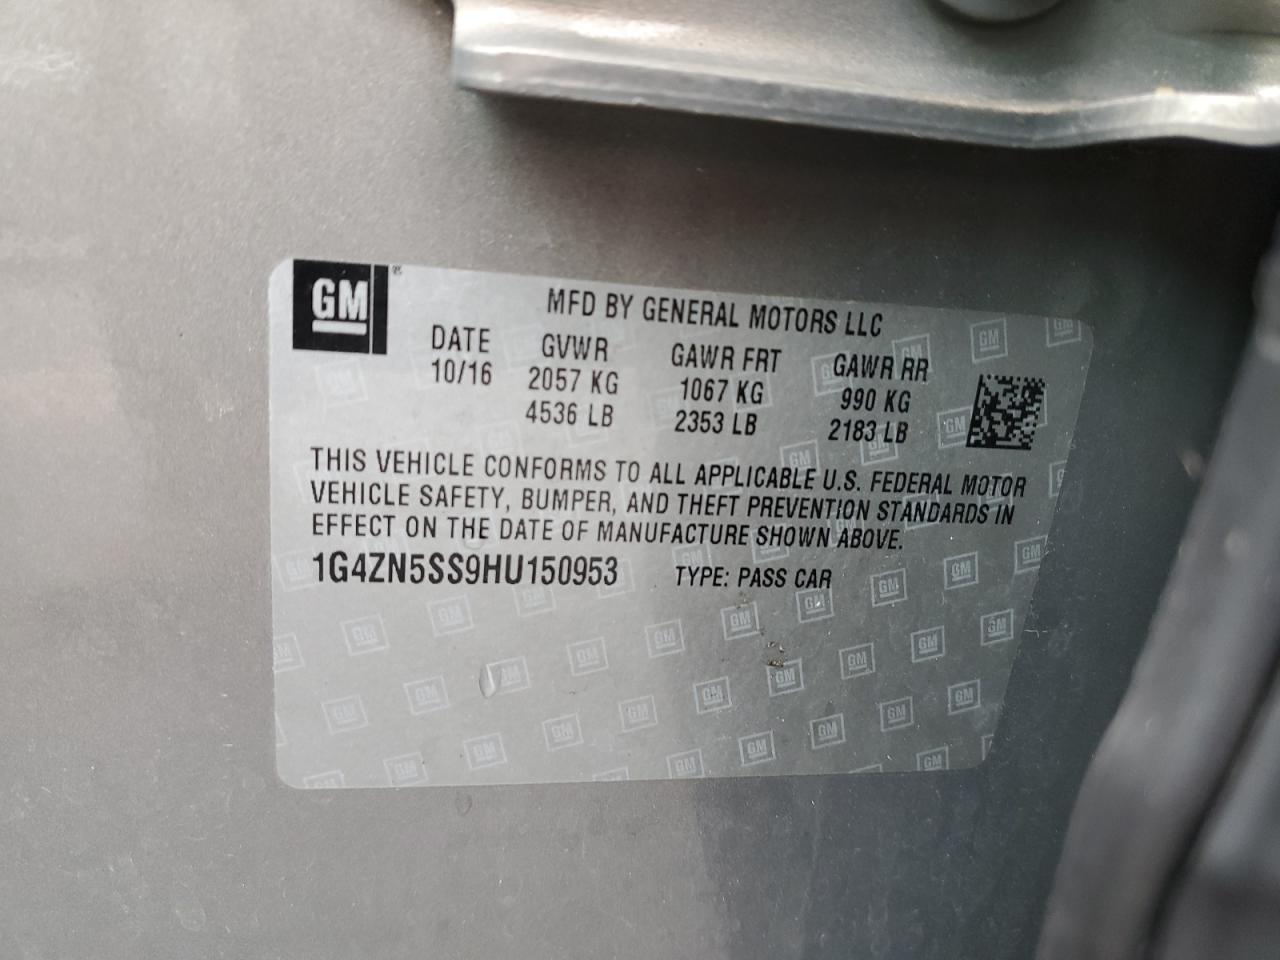 GM®
MFD BY GENERAL MOTORS LLC
DATE GVWR GAWR FRT GAWR RR
10/16 2057 KG 1067 KG 990 KG
4536 LB 2353 LB 2183 LB
THIS VEHICLE CONFORMS TO ALL APPLICABLE U.S. FEDERAL MOTOR
VEHICLE SAFETY, BUMPER, AND THEFT PREVENTION STANDARDS IN
EFFECT ON THE DATE OF MANUFACTURE SHOWN ABOVE.
1G4ZN5SS9HU150953 TYPE: PASS CAR